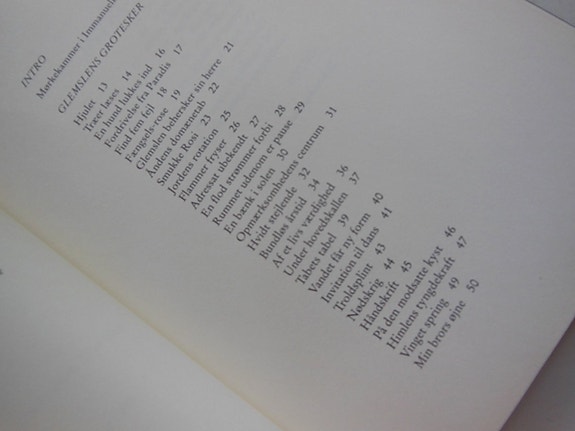 INTRO
Mørkekammer i Immanuel
GLEMSLENS GROTESKER
Hjulet 13
Træet læses 14
En hund lukkes ind 16
Fordrivelse fra Paradis 17
Find fem fejl 18
Fængsels-rose 19
Glemslen behersker sin herre 21
Åndens domænetab 22
Smukke Rosi 23
Jordens rotation 25
Flammer fryser 26
Adressat ubekendt 27
En flod strømmer forbi 28
Rummet udenom er pause 29
En bænk i solen 30
Opmærksomhedens centrum 31
Hvidt stejlende 32
Bundløs årstid 34
Af et livs værdighed 36
Under hovedskallen 37
Tabets tabel 39
Vandet får ny form 40
Invitation til dans 41
Troldsplint 43
Nødskrig 44
Håndskrift 45
På den modsatte kyst 46
Himlens tyngdekraft 47
Vinget spring 49
Min brors øjne 50